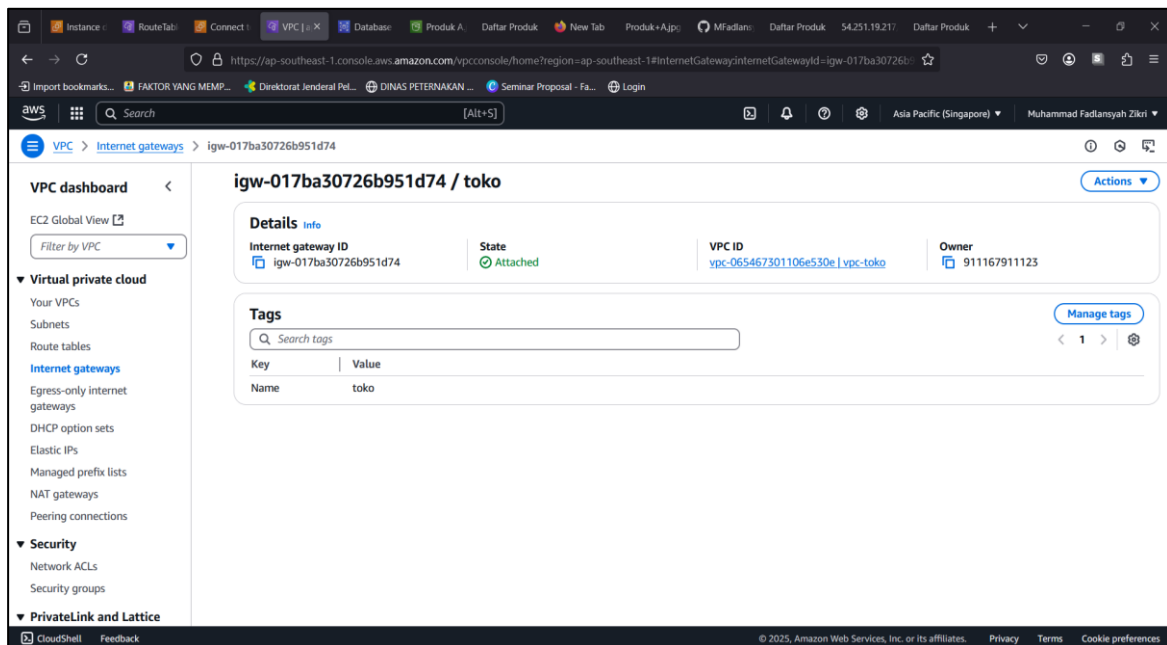 Instance o
RouteTabl
Connect t
VPC | a
Database
Produk A
Daftar Produk
New Tab
Produk+A.jpg
MFadlans
Daftar Produk
54.251.19.217
Daftar Produk
https://ap-southeast-1.console.aws.amazon.com/vpcconsole/home?region=ap-southeast-1#InternetGateway:internetGatewayId=igw-017ba30726b9
Import bookmarks...
FAKTOR YANG MEMP...
Direktorat Jenderal Pel...
DINAS PETERNAKAN ...
Seminar Proposal - Fa...
Login
aws
Search
[Alt+S]
Asia Pacific (Singapore)
Muhammad Fadlansyah Zikri
VPC > Internet gateways > igw-017ba30726b951d74
VPC dashboard
EC2 Global View
Filter by VPC
Virtual private cloud
Your VPCs
Subnets
Route tables
Internet gateways
Egress-only internet
gateways
DHCP option sets
Elastic IPs
Managed prefix lists
NAT gateways
Peering connections
Security
Network ACLs
Security groups
PrivateLink and Lattice
igw-017ba30726b951d74 / toko
Actions
Details Info
Internet gateway ID
igw-017ba30726b951d74
State
Attached
VPC ID
vpc-065467301106e530e | vpc-toko
Owner
911167911123
Tags
Manage tags
Search tags
1
Key Value
Name toko
CloudShell Feedback
© 2025, Amazon Web Services, Inc. or its affiliates. Privacy Terms Cookie preferences